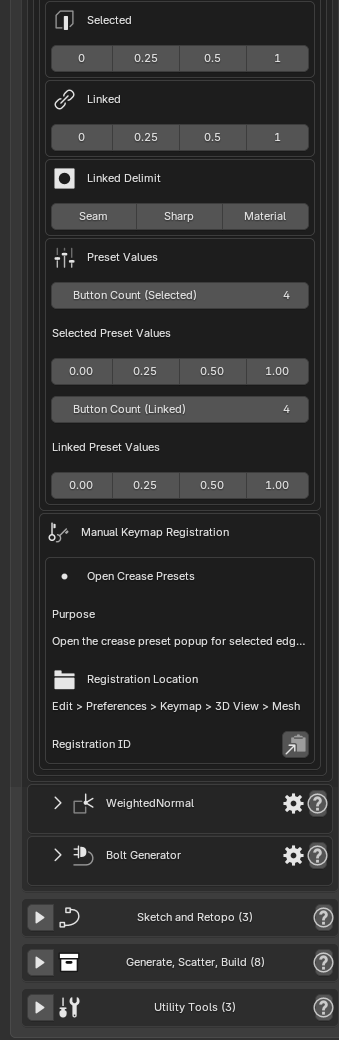 Selected
0 0.25 0.5 1
Linked
0 0.25 0.5 1
Linked Delimit
Seam Sharp Material
Preset Values
Button Count (Selected) 4
Selected Preset Values
0.00 0.25 0.50 1.00
Button Count (Linked) 4
Linked Preset Values
0.00 0.25 0.50 1.00
Manual Keymap Registration
Open Crease Presets
Purpose
Open the crease preset popup for selected edg...
Registration Location
Edit > Preferences > Keymap > 3D View > Mesh
Registration ID
WeightedNormal ?
Bolt Generator ?
Sketch and Retopo (3) ?
Generate, Scatter, Build (8) ?
Utility Tools (3) ?